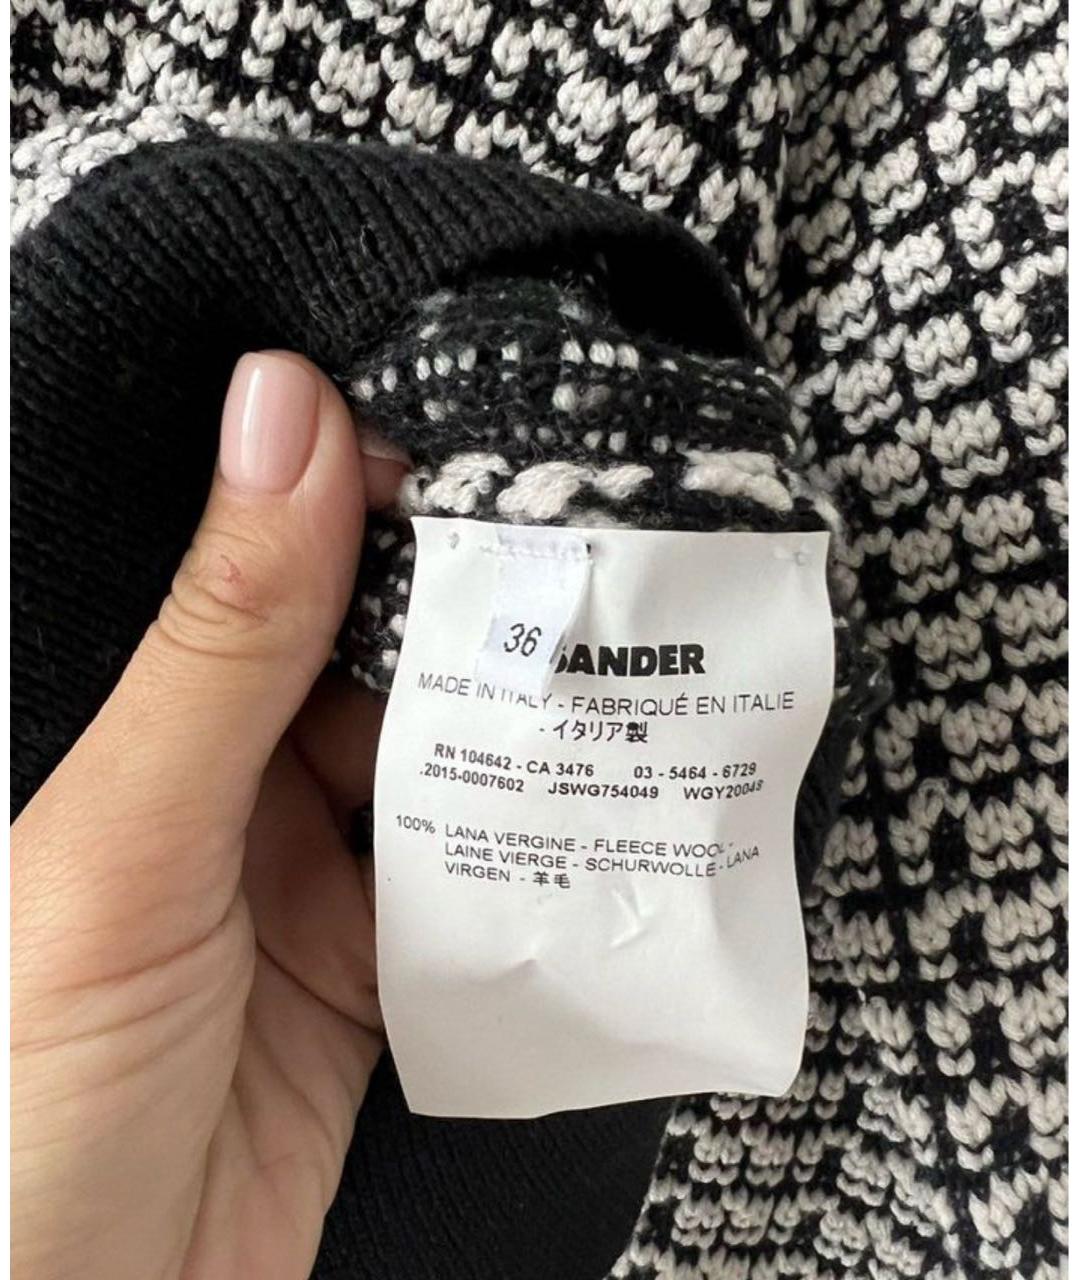 36
SANDER
MADE IN ITALY - FABRIQUÉ EN ITALIE
- イタリア製
RN 104642 - CA 3476 03 - 5464 - 6729
.2015-0007602 JSWG754049 WGY20048
100% LANA VERGINE - FLEECE WOOL -
LAINE VIERGE - SCHURWOLLE - LANA
VIRGEN - 羊毛